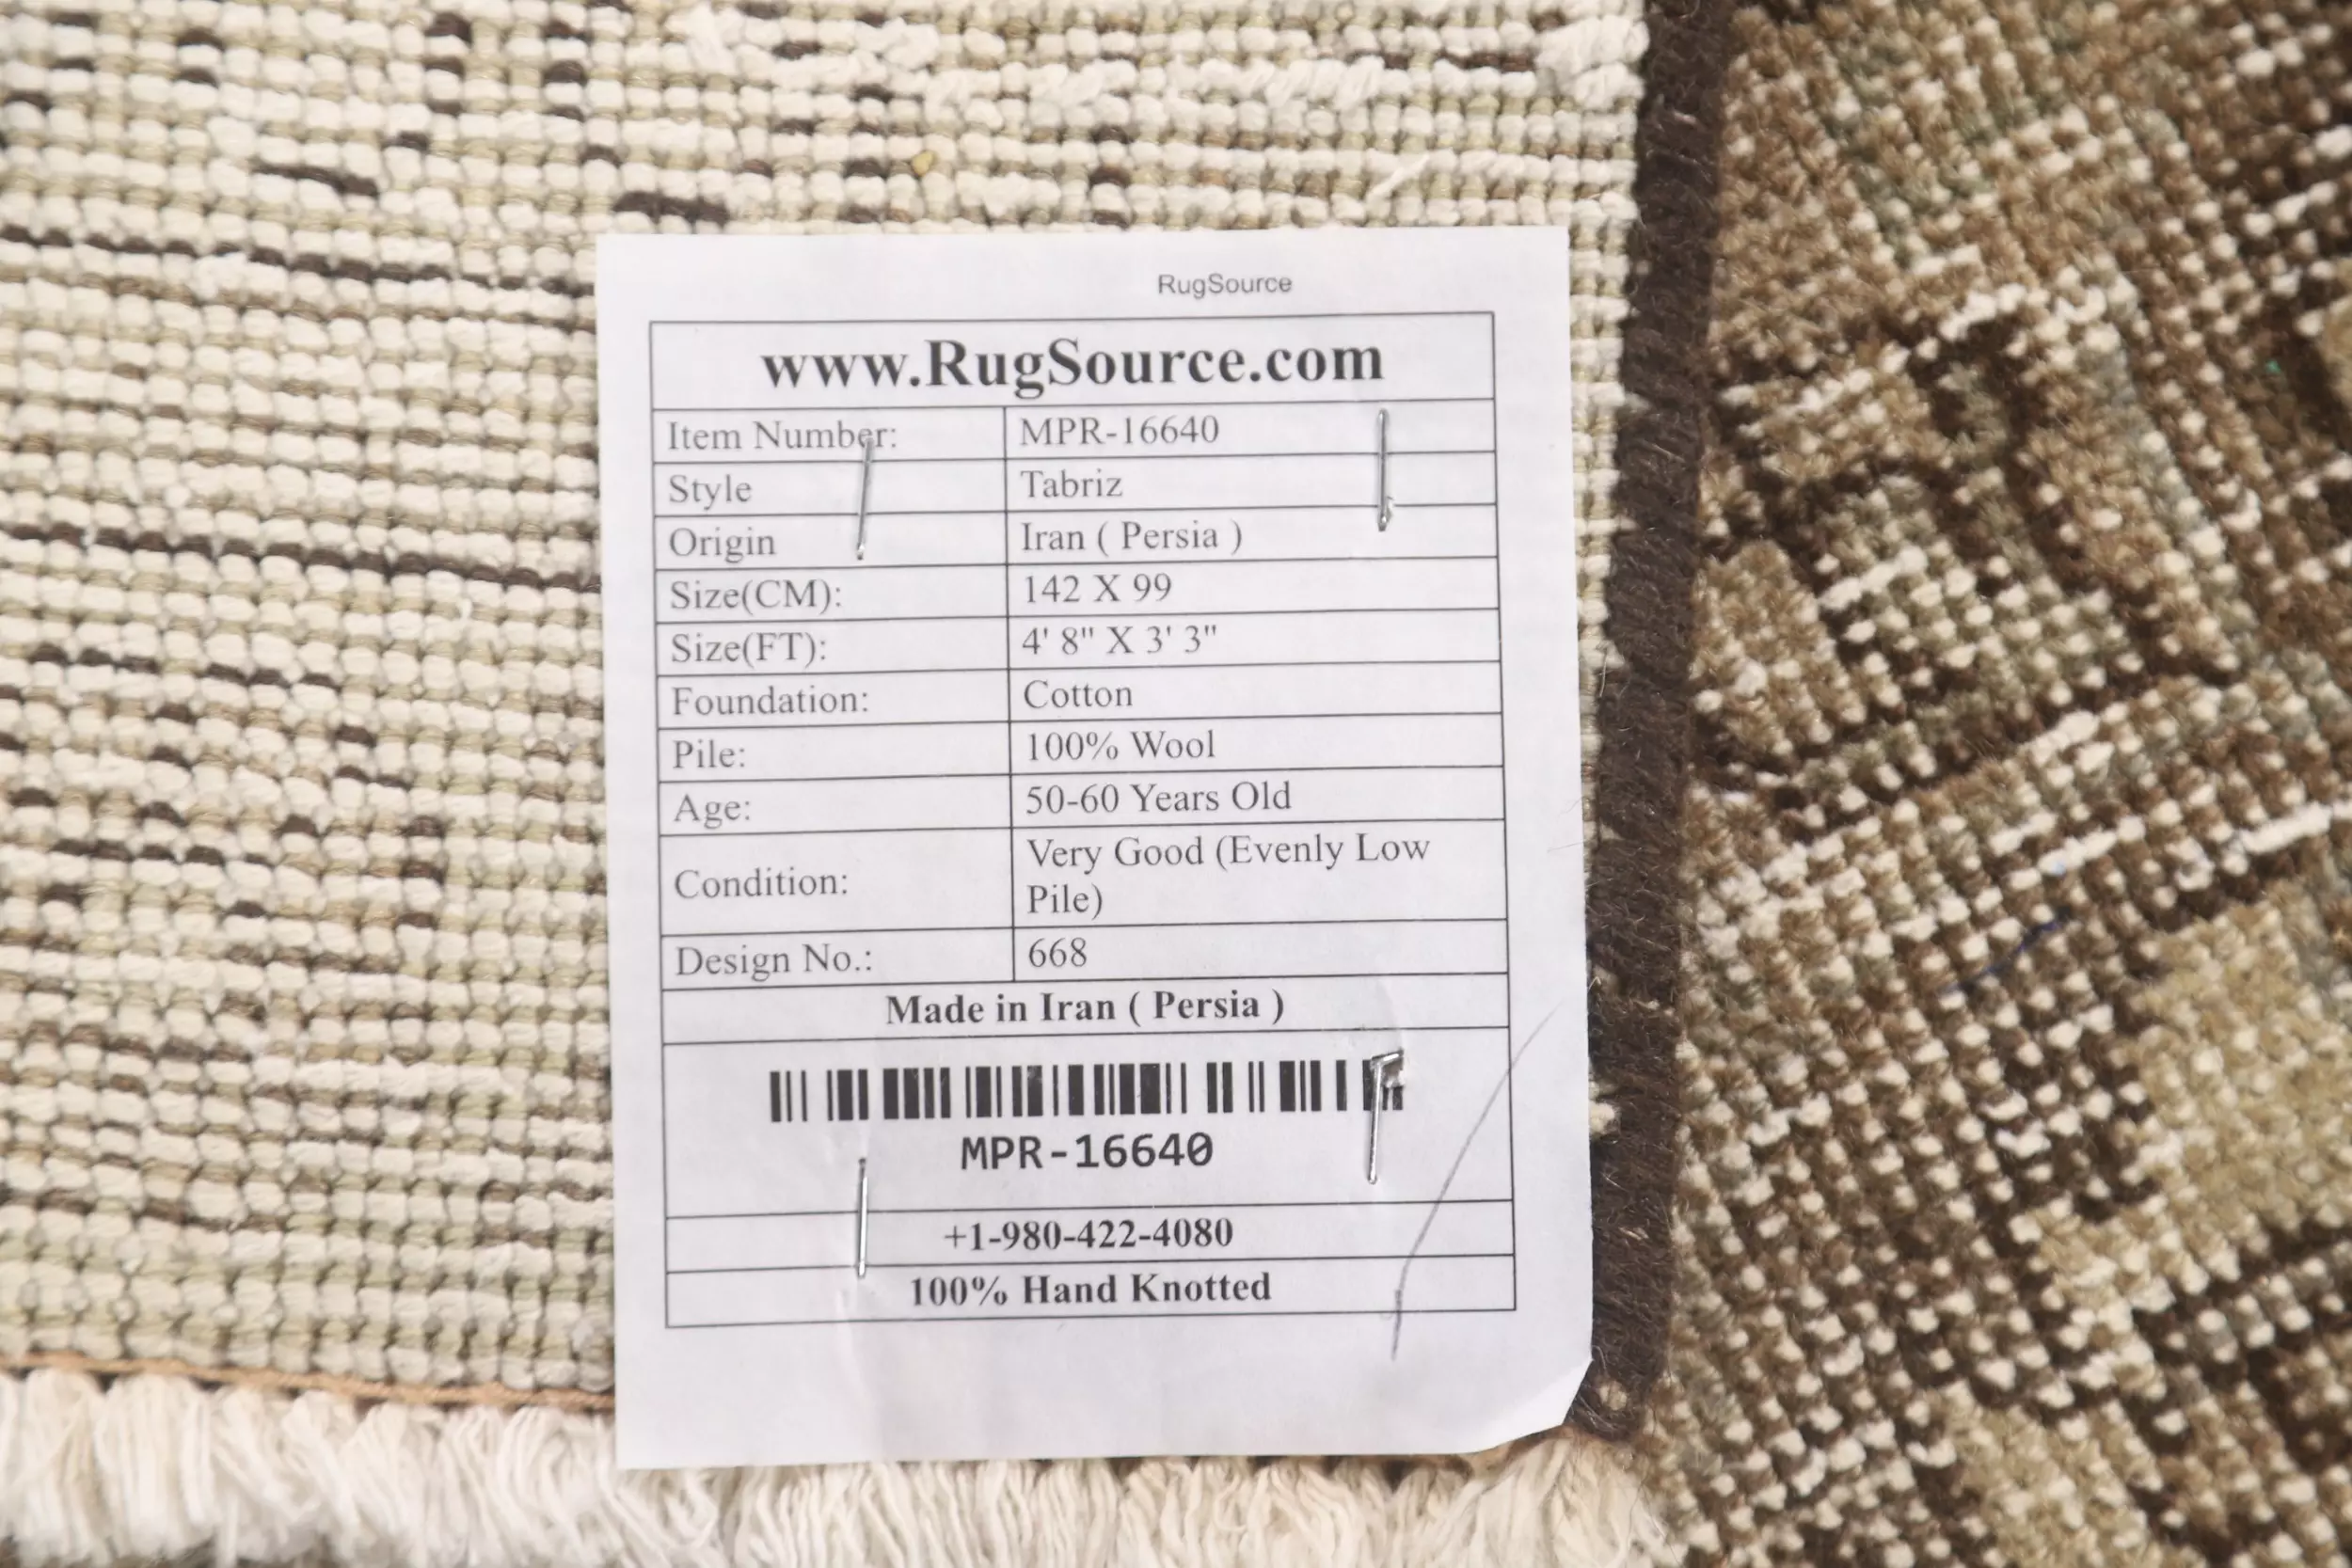 RugSource
www.RugSource.com
Item Number: MPR-16640
Style Tabriz
Origin Iran ( Persia )
Size(CM): 142 X 99
Size(FT): 4' 8" X 3' 3"
Foundation: Cotton
Pile: 100% Wool
Age: 50-60 Years Old
Condition: Very Good (Evenly Low
Pile)
Design No.: 668
Made in Iran ( Persia )
MPR-16640
+1-980-422-4080
100% Hand Knotted